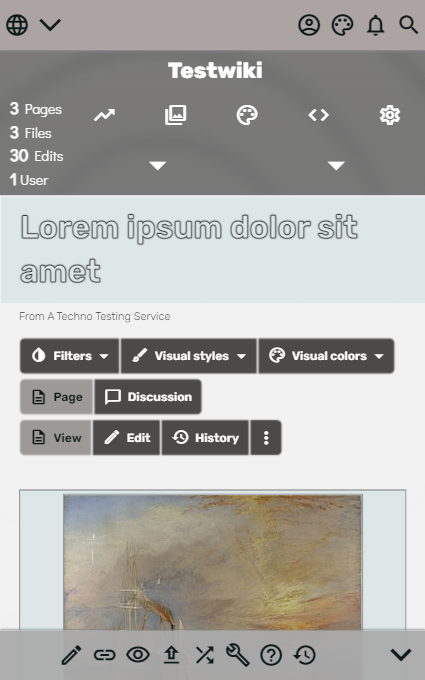 Testwiki
3 Pages
3 Files
30 Edits
1 User
Lorem ipsum dolor sit
amet
From A Techno Testing Service
Filters Visual styles Visual colors
Page Discussion
View Edit History